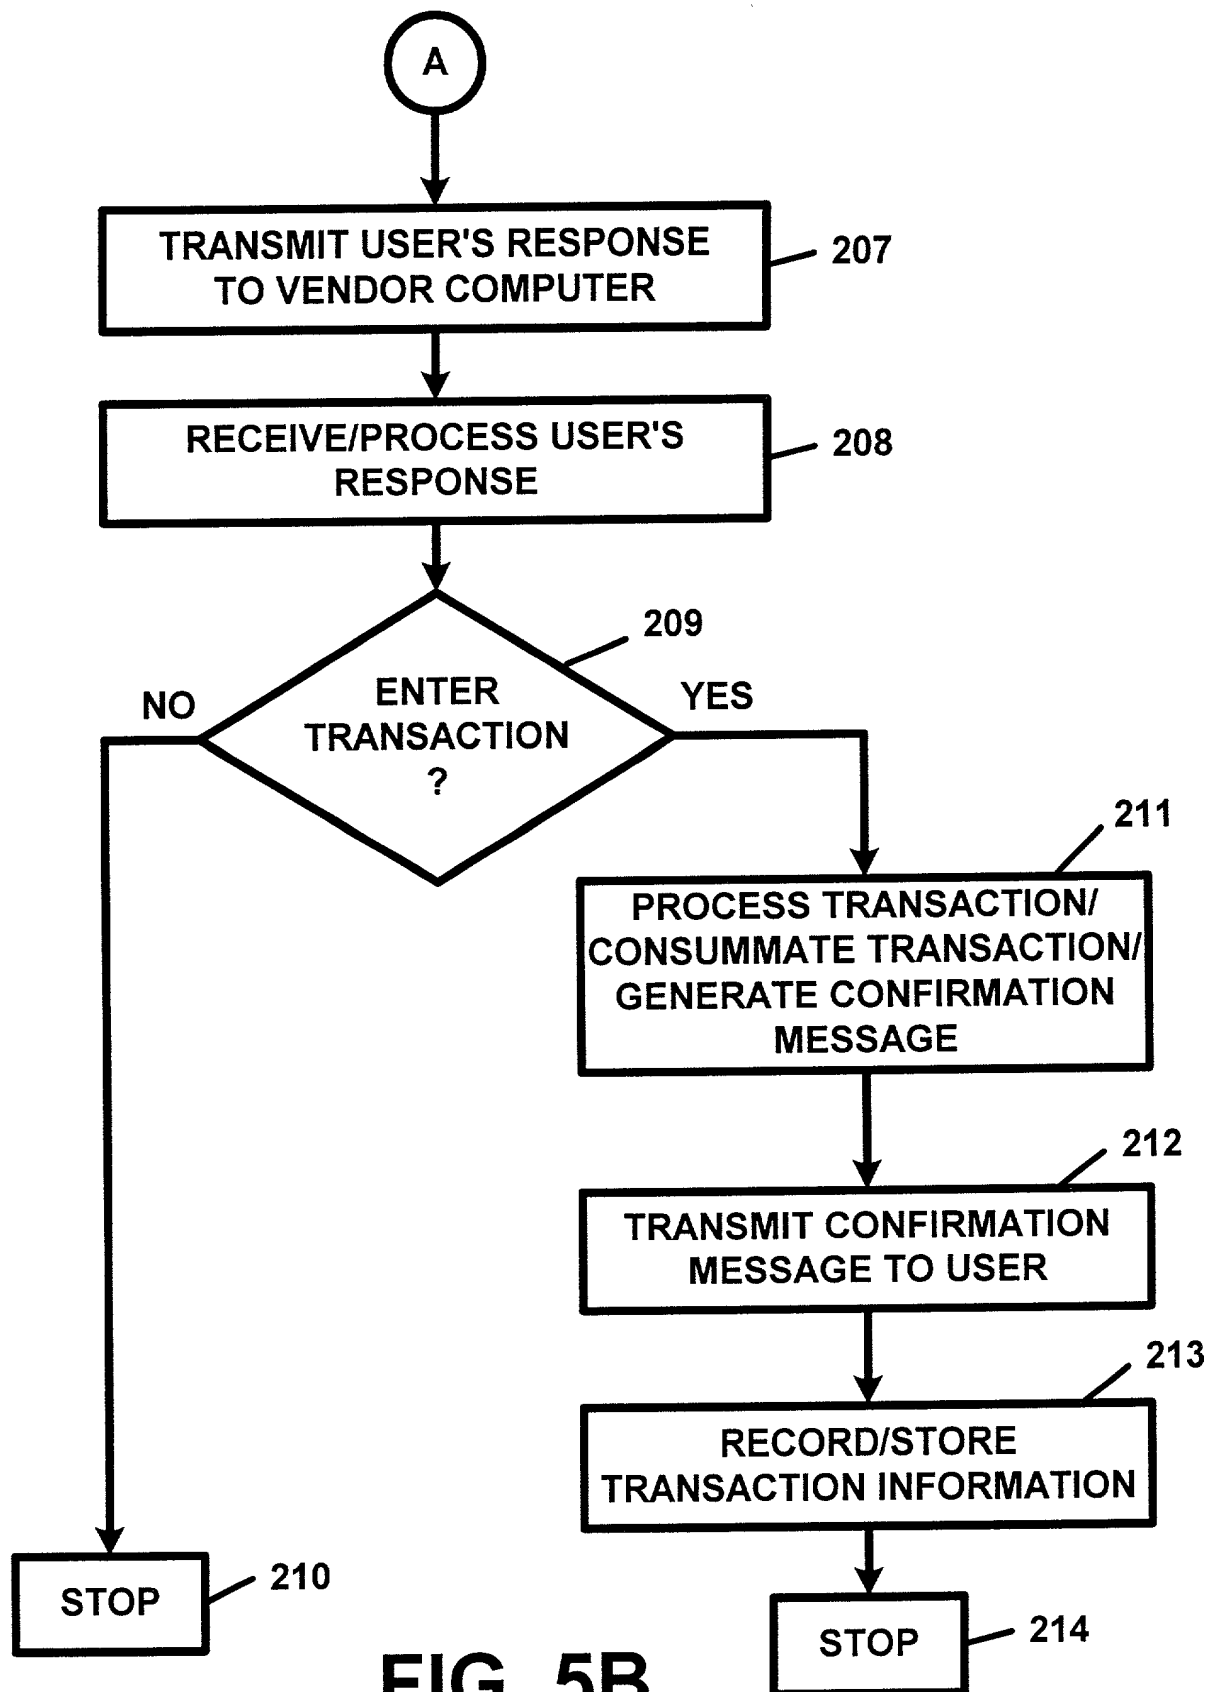 A
TRANSMIT USER'S RESPONSE
TO VENDOR COMPUTER
207
RECEIVE/PROCESS USER'S
RESPONSE
208
209
ENTER
TRANSACTION
?
NO
YES
211
PROCESS TRANSACTION/
CONSUMMATE TRANSACTION/
GENERATE CONFIRMATION
MESSAGE
212
TRANSMIT CONFIRMATION
MESSAGE TO USER
213
RECORD/STORE
TRANSACTION INFORMATION
STOP
210
STOP
214
FIG. 5B